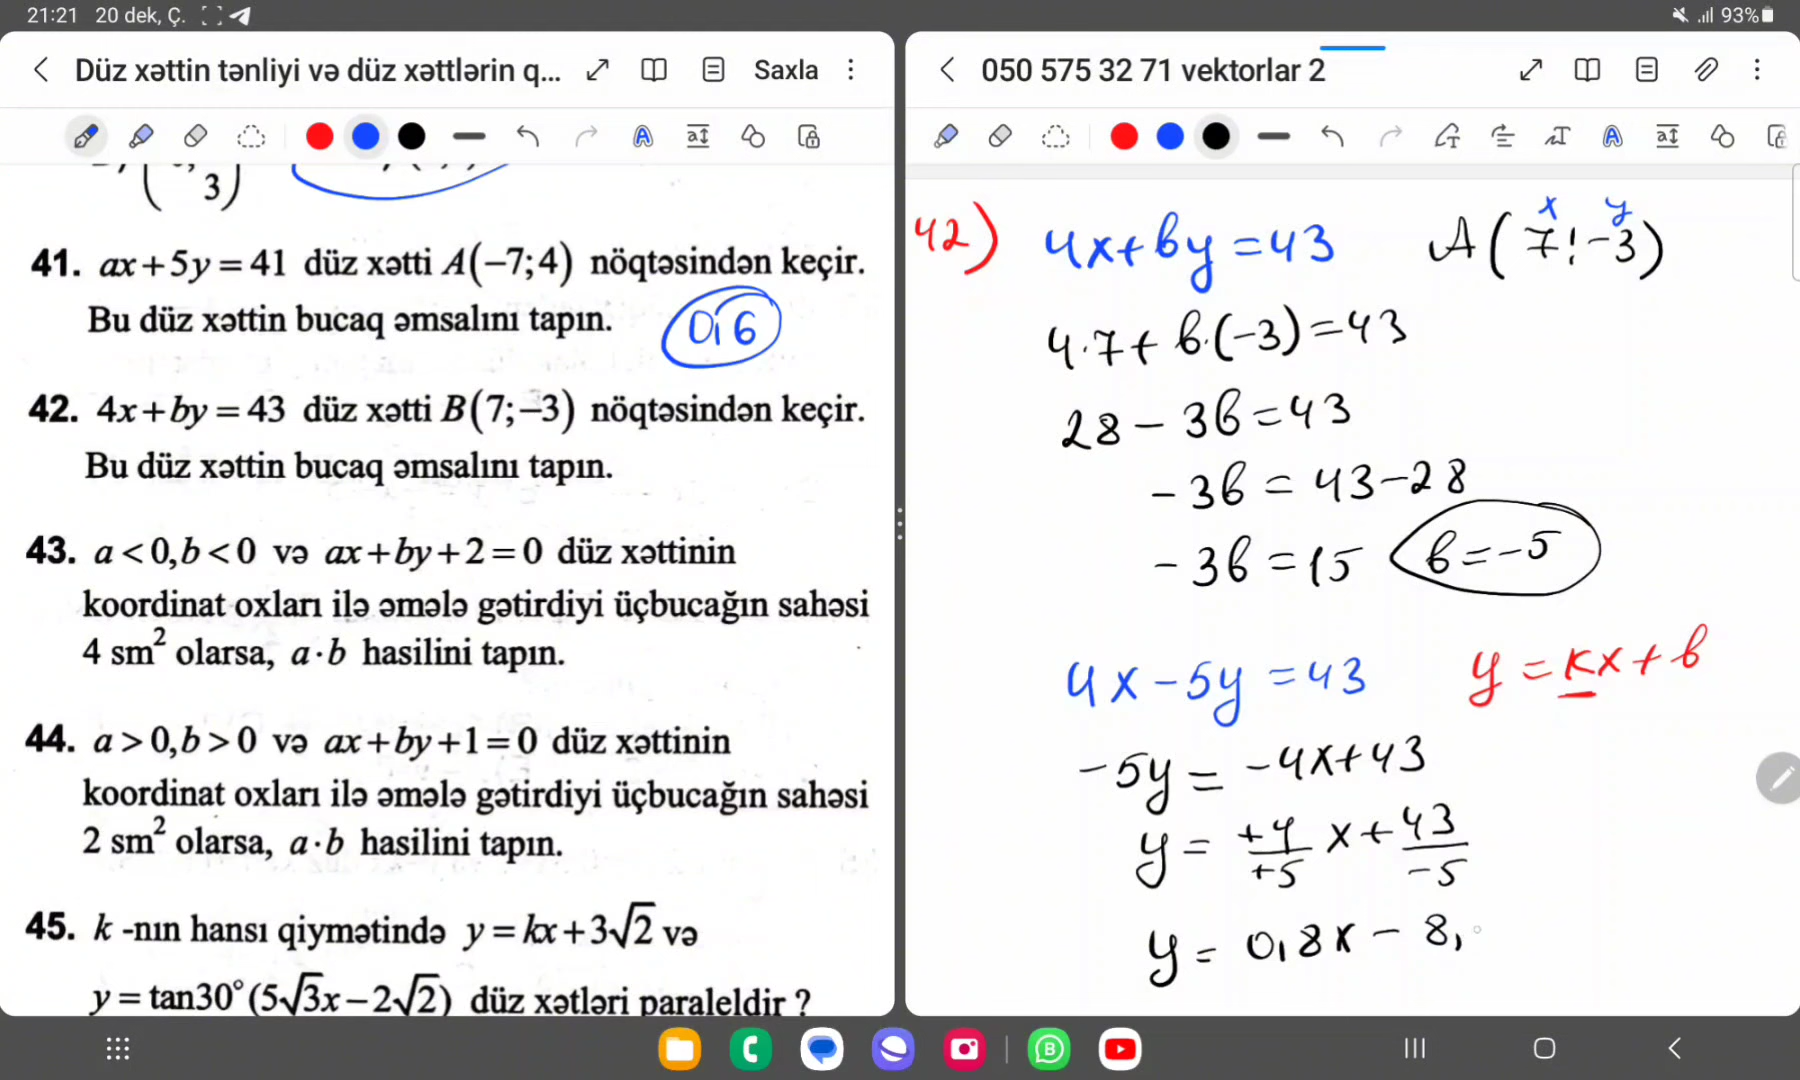 21:21 20 dek, Ç. 93%
Düz xəttin tənliyi və düz xəttlərin q... Saxla
3
41. ax+5y=41 düz xətti A(−7;4) nöqtəsindən keçir.
Bu düz xəttin bucaq əmsalını tapın. 0,6
42. 4x+by=43 düz xətti B(7;−3) nöqtəsindən keçir.
Bu düz xəttin bucaq əmsalını tapın.
43. a<0,b<0 və ax+by+2=0 düz xəttinin
koordinat oxları ilə əmələ gətirdiyi üçbucağın sahəsi
4 sm² olarsa, a·b hasilini tapın.
44. a>0,b>0 və ax+by+1=0 düz xəttinin
koordinat oxları ilə əmələ gətirdiyi üçbucağın sahəsi
2 sm² olarsa, a·b hasilini tapın.
45. k -nın hansı qiymətində y=kx+3√2 və
y=tan30°(5√3x−2√2) düz xətləri paraleldir ?
050 575 32 71 vektorlar 2
x y
42) 4x+by=43 A(7;-3)
4·7+b·(-3)=43
28-3b=43
-3b=43-28
-3b=15 b=-5
4x-5y=43 y=kx+b
-5y=-4x+43
y=+4/+5 x+43/-5
y=0,8x-8,